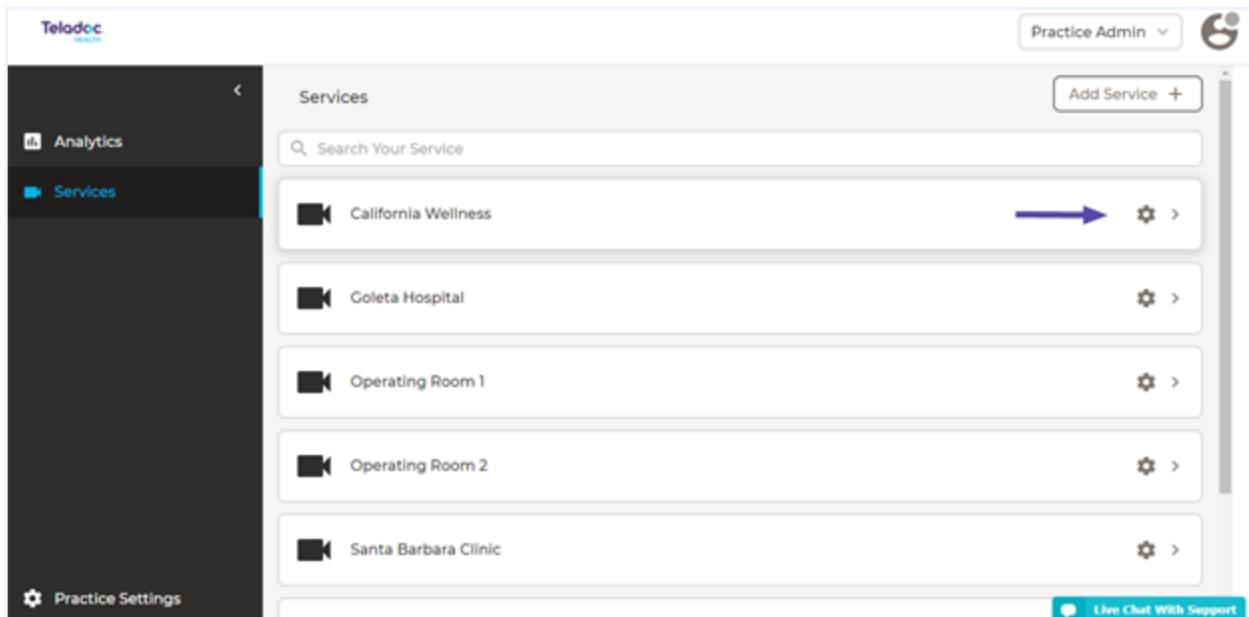 Teladoc
HEALTH
Practice Admin
Services
Add Service +
Analytics
Search Your Service
Services
California Wellness
Goleta Hospital
Operating Room 1
Operating Room 2
Santa Barbara Clinic
Practice Settings
Live Chat With Support